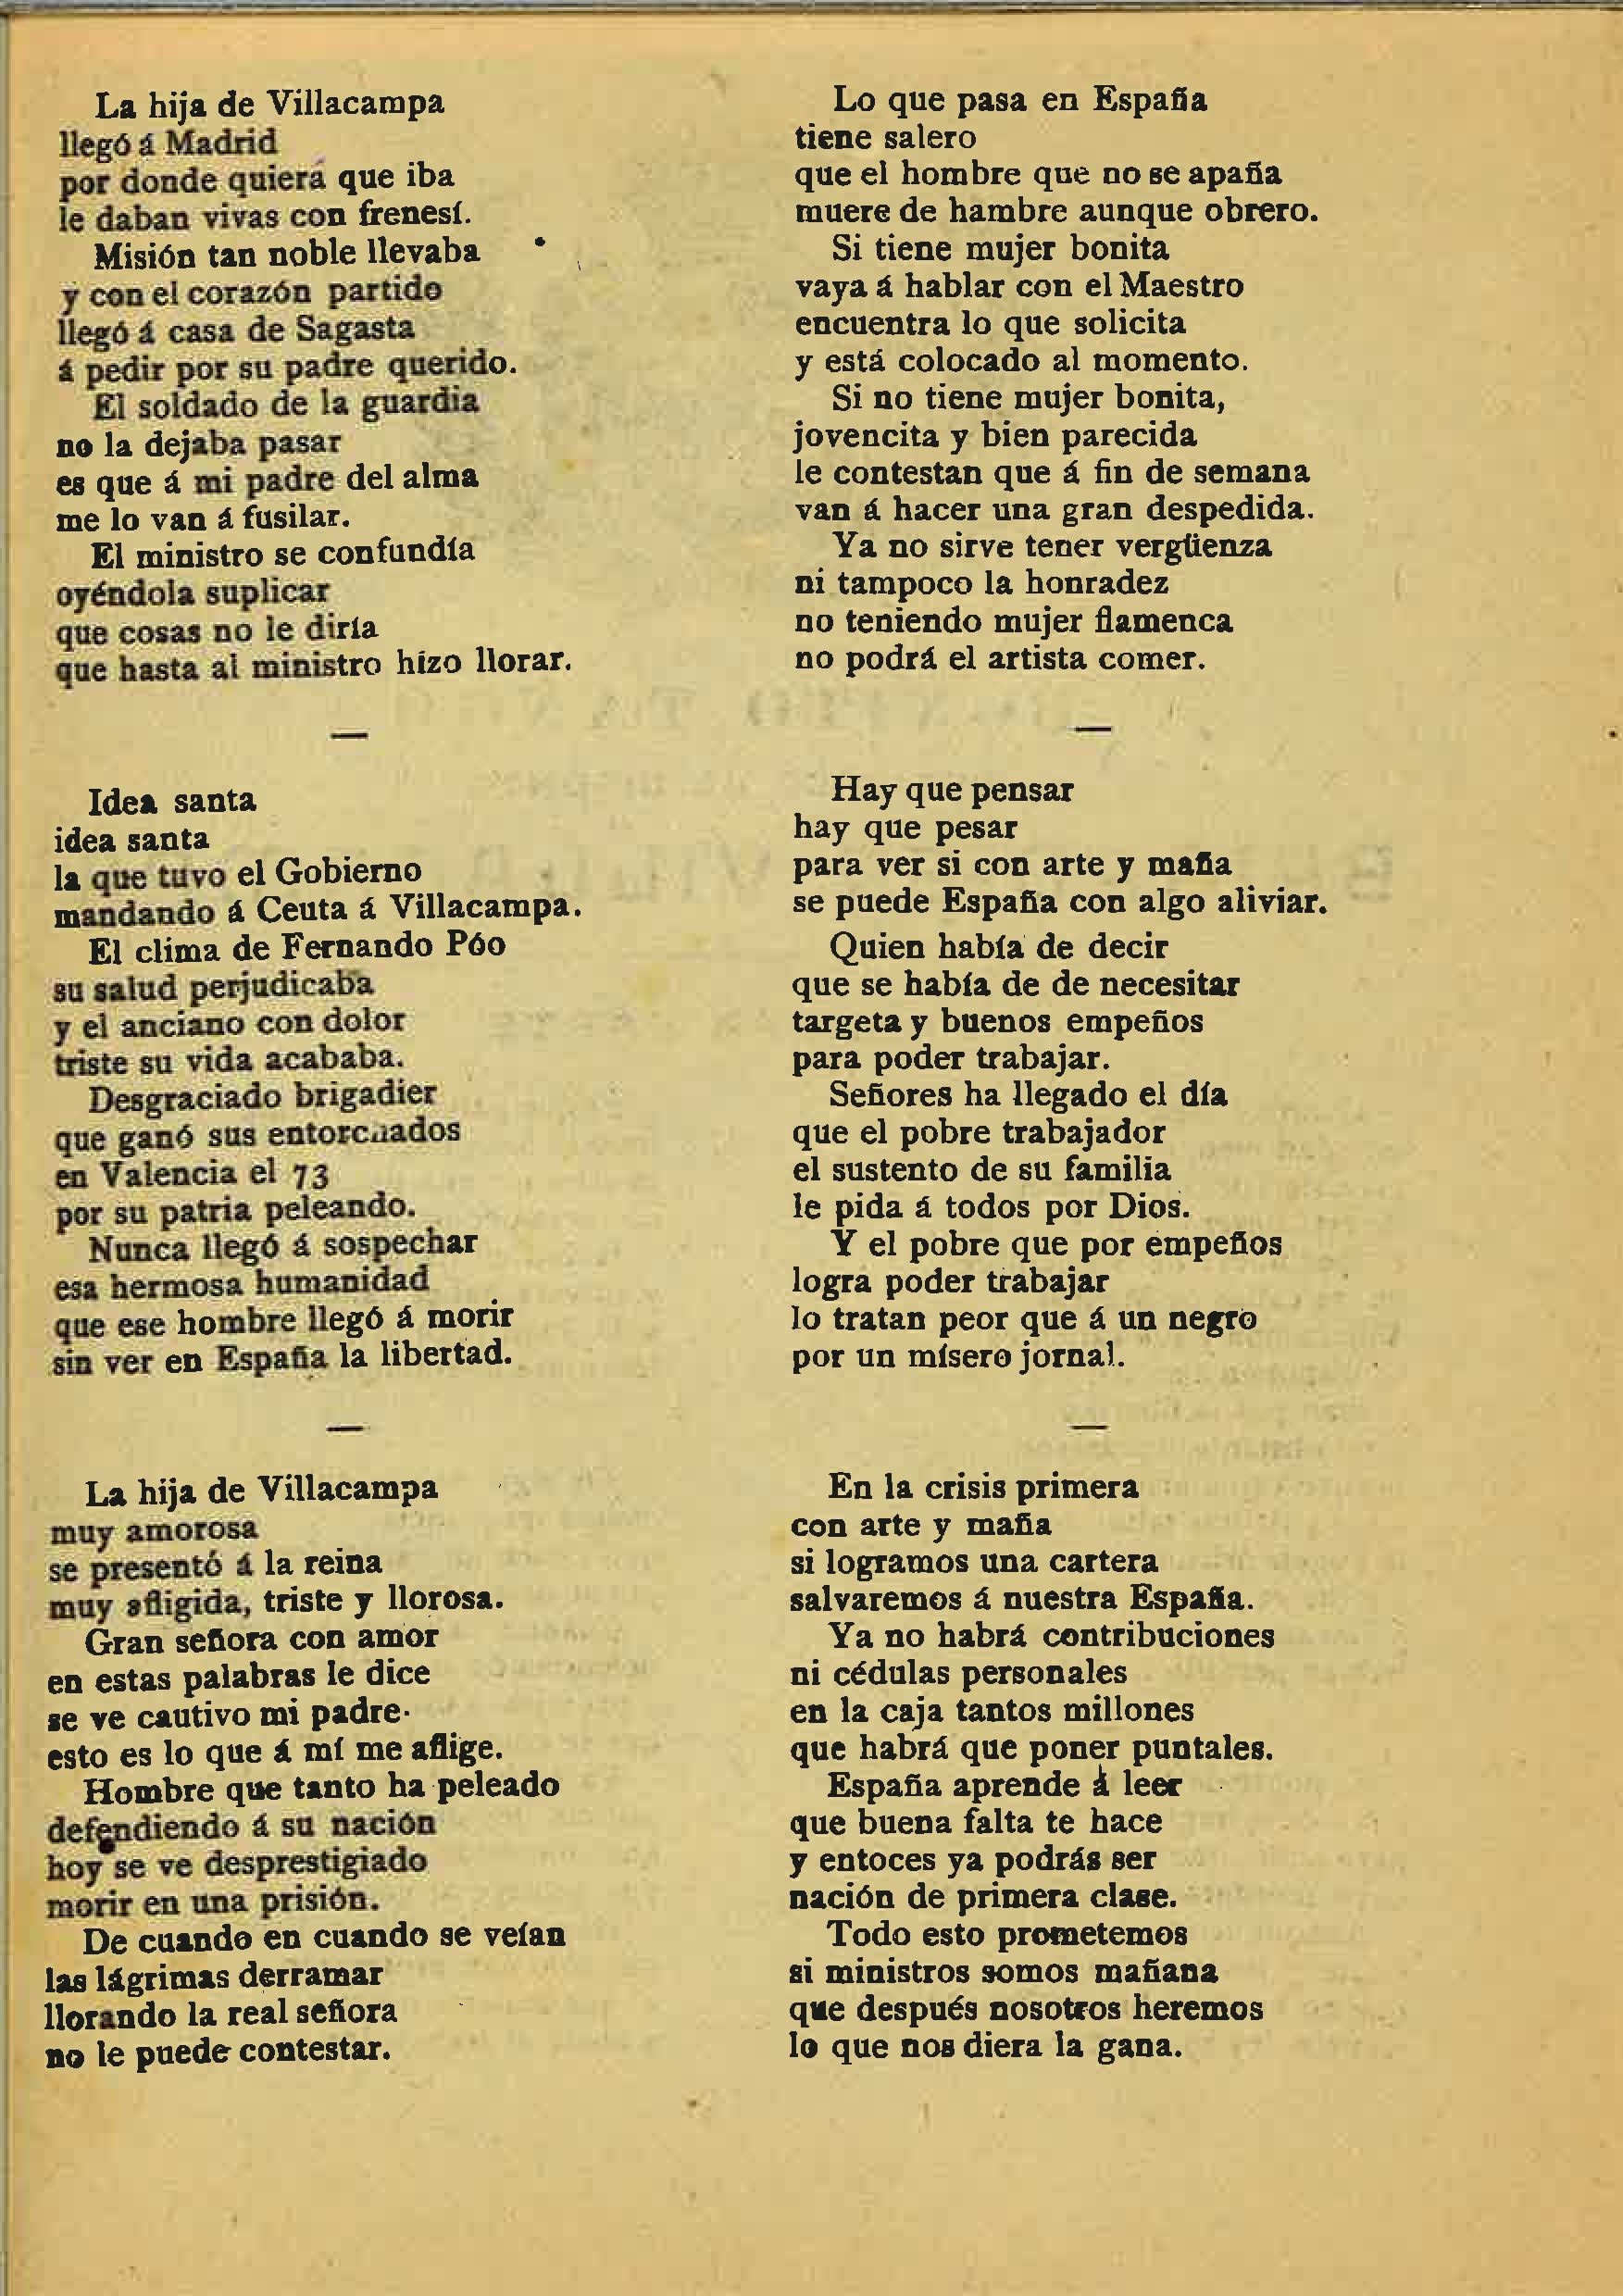 La hija de Villacampa
llegó á Madrid
por donde quiera que iba
le daban vivas con frenesí.
Misión tan noble llevaba
y con el corazón partido
llegó á casa de Sagasta
á pedir por su padre querido.
El soldado de la guardia
no la dejaba pasar
es que á mi padre del alma
me lo van á fusilar.
El ministro se confundía
oyéndola suplicar
que cosas no le diría
que hasta al ministro hizo llorar.
—
Idea santa
idea santa
la que tuvo el Gobierno
mandando á Ceuta á Villacampa.
El clima de Fernando Póo
su salud perjudicaba
y el anciano con dolor
triste su vida acababa.
Desgraciado brigadier
que ganó sus entorchados
en Valencia el 73
por su patria peleando.
Nunca llegó á sospechar
esa hermosa humanidad
que ese hombre llegó á morir
sin ver en España la libertad.
—
La hija de Villacampa
muy amorosa
se presentó á la reina
muy afligida, triste y llorosa.
Gran señora con amor
en estas palabras le dice
se ve cautivo mi padre.
esto es lo que á mí me aflige.
Hombre que tanto ha peleado
defendiendo á su nación
hoy se ve desprestigiado
morir en una prisión.
De cuando en cuando se veían
las lágrimas derramar
llorando la real señora
no le puede contestar.
Lo que pasa en España
tiene salero
que el hombre que no se apaña
muere de hambre aunque obrero.
Si tiene mujer bonita
vaya á hablar con el Maestro
encuentra lo que solicita
y está colocado al momento.
Si no tiene mujer bonita,
jovencita y bien parecida
le contestan que á fin de semana
van á hacer una gran despedida.
Ya no sirve tener vergüenza
ni tampoco la honradez
no teniendo mujer flamenca
no podrá el artista comer.
—
Hay que pensar
hay que pesar
para ver si con arte y maña
se puede España con algo aliviar.
Quien había de decir
que se había de de necesitar
targeta y buenos empeños
para poder trabajar.
Señores ha llegado el día
que el pobre trabajador
el sustento de su familia
le pida á todos por Dios.
Y el pobre que por empeños
logra poder trabajar
lo tratan peor que á un negro
por un mísero jornal.
—
En la crisis primera
con arte y maña
si logramos una cartera
salvaremos á nuestra España.
Ya no habrá contribuciones
ni cédulas personales
en la caja tantos millones
que habrá que poner puntales.
España aprende á leer
que buena falta te hace
y entoces ya podrás ser
nación de primera clase.
Todo esto prometemos
si ministros somos mañana
que después nosotros heremos
lo que nos diera la gana.